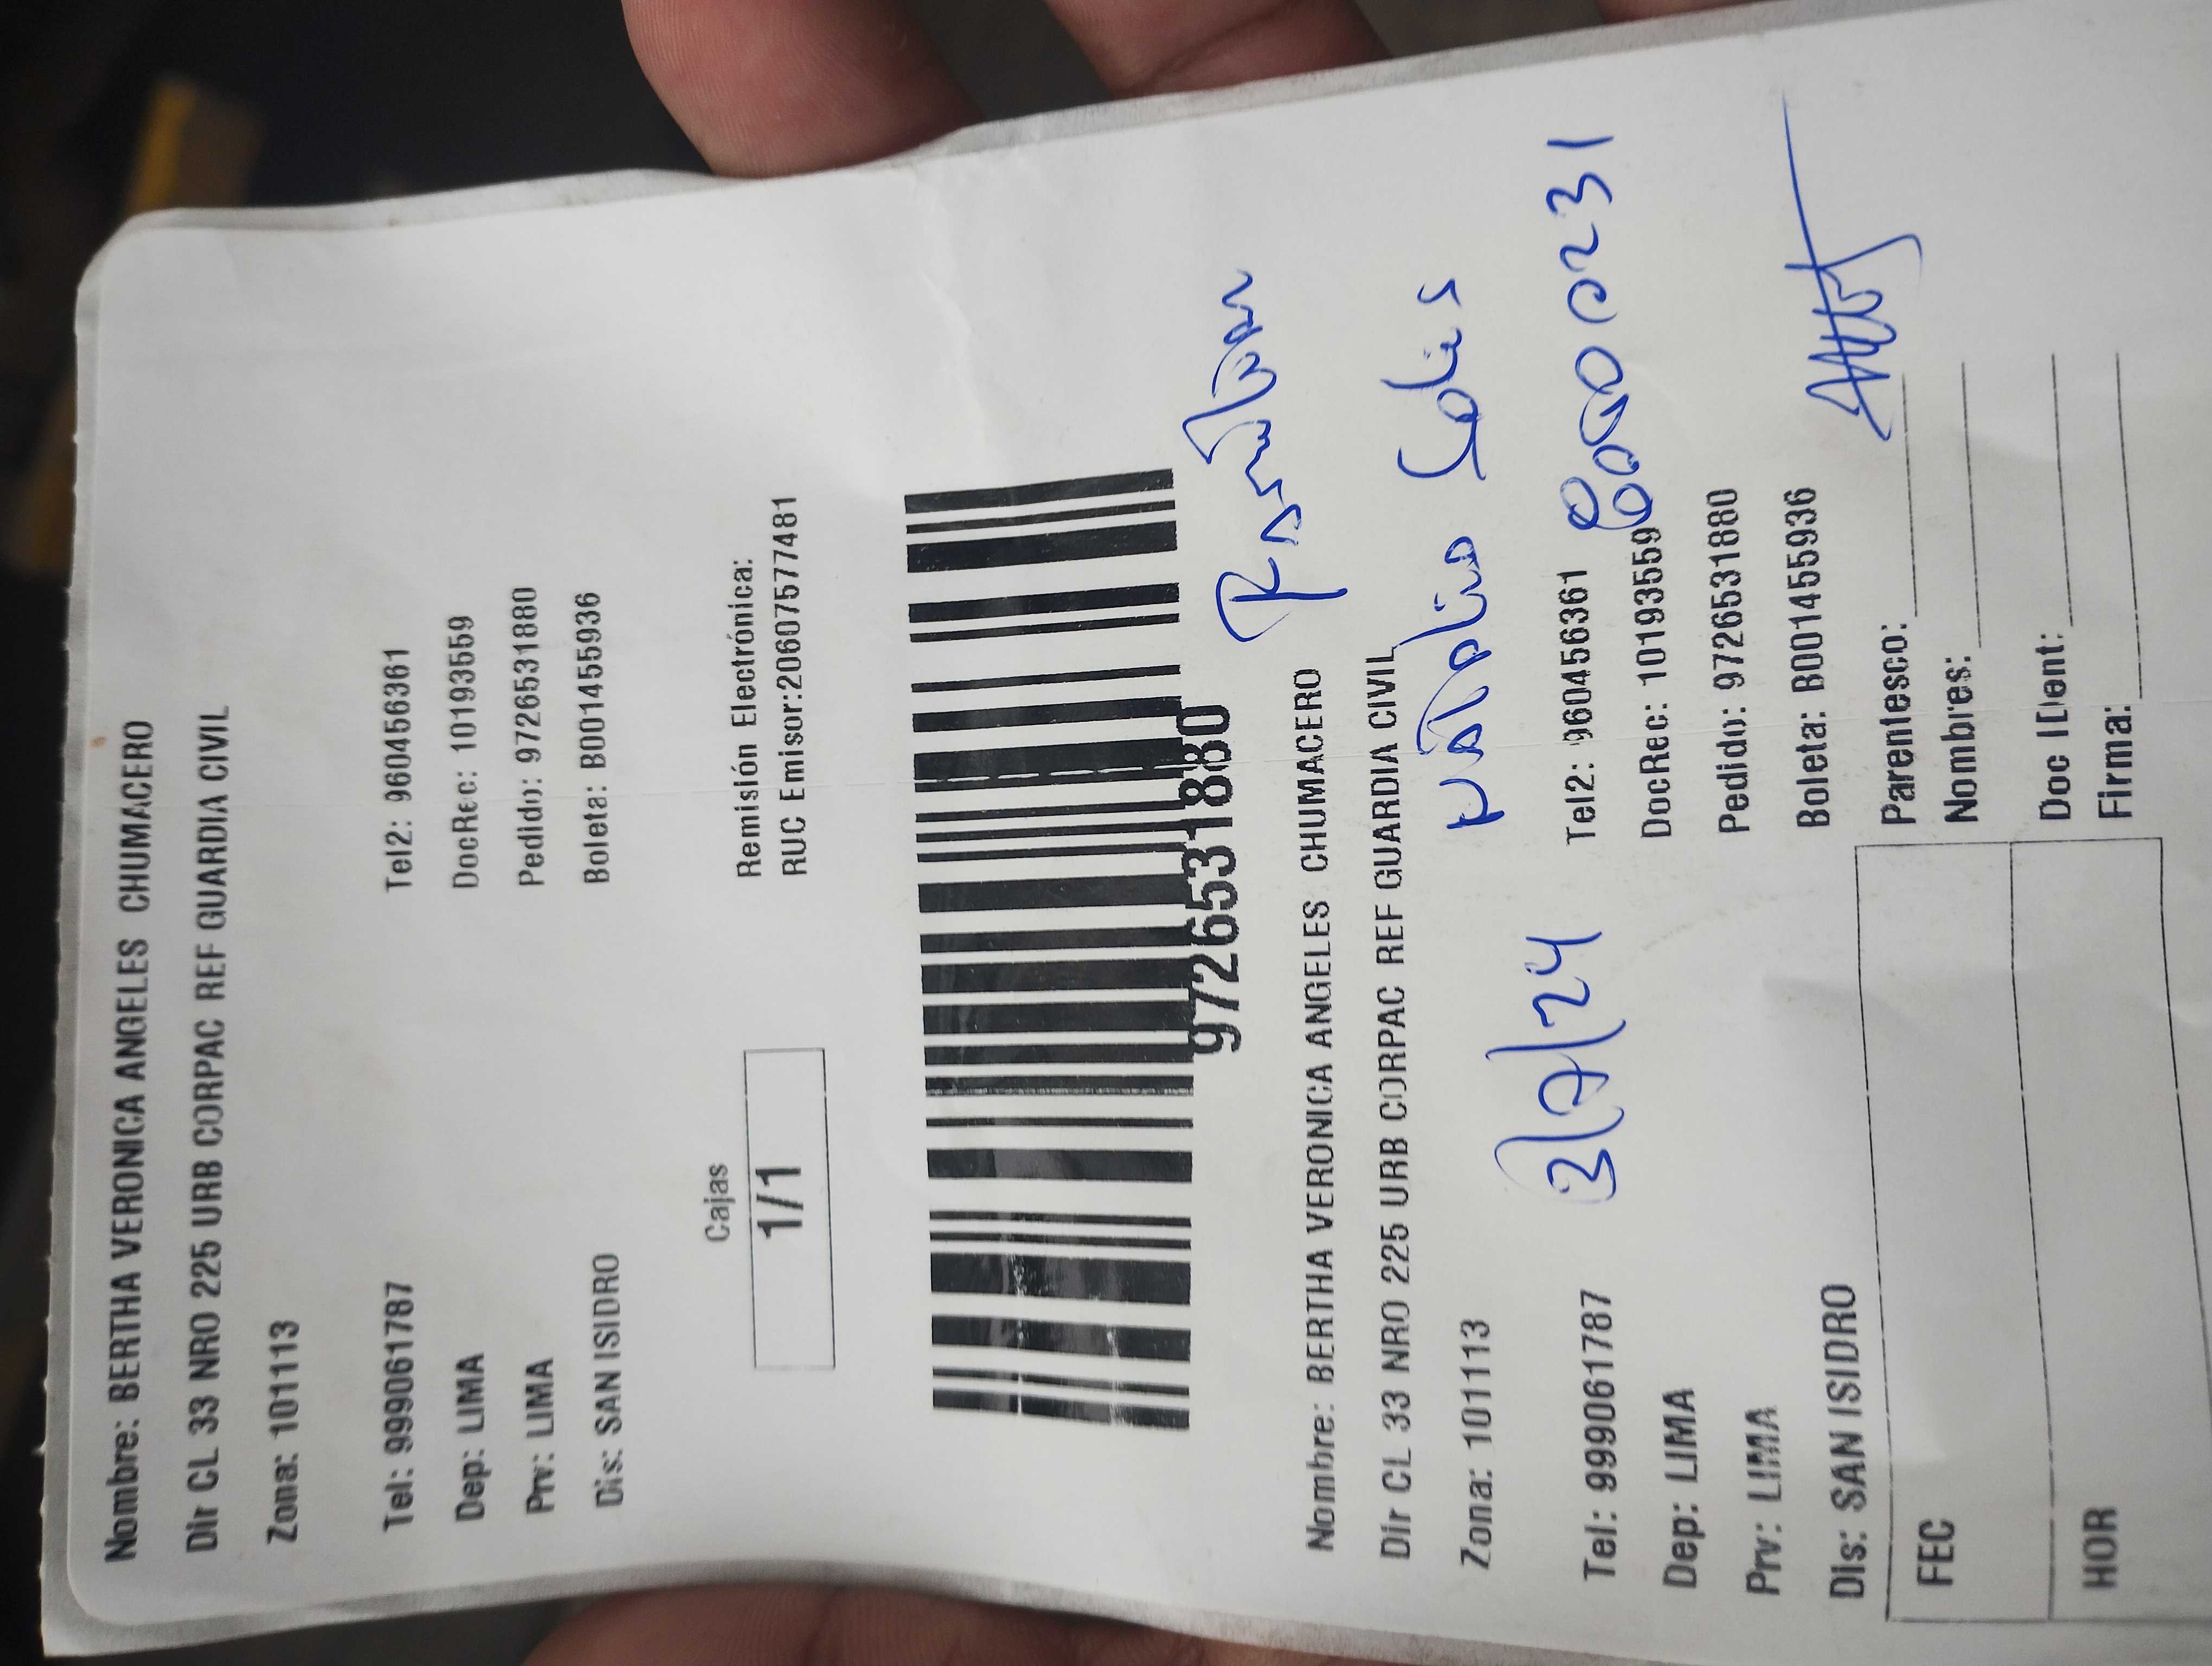 Nombre: BERTHA VERONICA ANGELES CHUMACERO
Dir CL 33 NRO 225 URB CORPAC REF GUARDIA CIVIL
Zona: 101113
Tel: 999061787 Tel2: 960456361
Dep: LIMA DocRec: 10193559
Prv: LIMA Pedido: 9726531880
Dis: SAN ISIDRO Boleta: B001455936
Cajas
1/1
Remisión Electrónica:
RUC Emisor:20607577481
9726531880
Nombre: BERTHA VERONICA ANGELES CHUMACERO
Dir CL 33 NRO 225 URB CORPAC REF GUARDIA CIVIL
Natalio Solis
Zona: 101113
3/7/24
Tel: 999061787 Tel2: 960456361
Dep: LIMA DocRec: 10193559
Prv: LIMA Pedido: 9726531880
Dis: SAN ISIDRO Boleta: B001455936
FEC Parentesco:
Nombres:
HOR Doc Ident:
Firma: